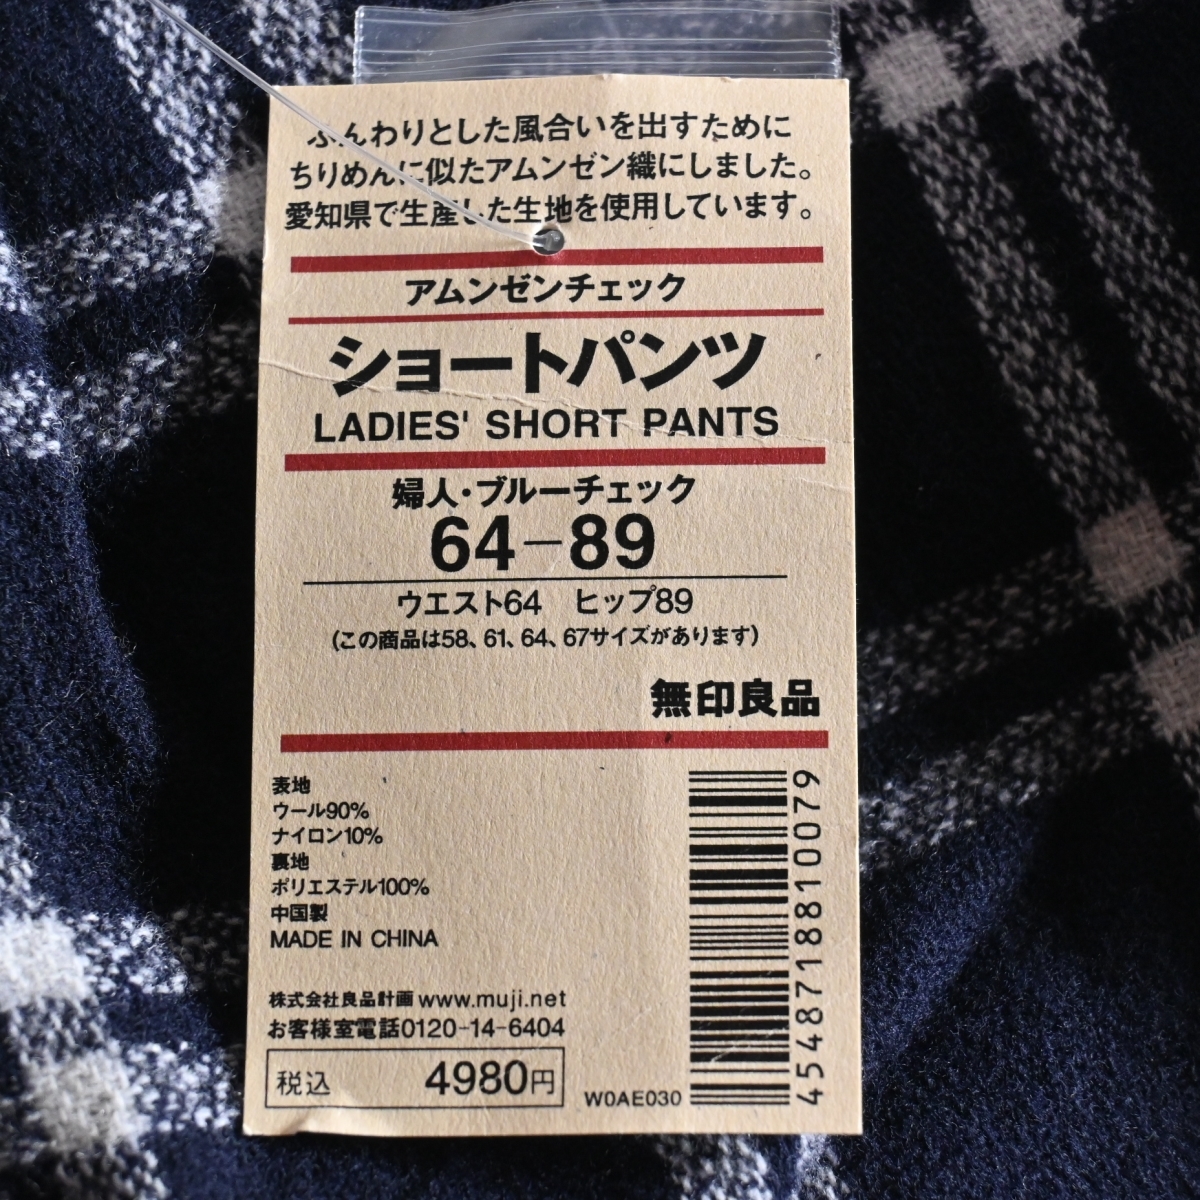 ふんわりとした風合いを出すために
ちりめんに似たアムンゼン織にしました。
愛知県で生産した生地を使用しています。
アムンゼンチェック
ショートパンツ
LADIES' SHORT PANTS
婦人・ブルーチェック
64-89
ウエスト64 ヒップ89
(この商品は58、61、64、67サイズがあります)
無印良品
表地
ウール90%
ナイロン10%
裏地
ポリエステル100%
中国製
MADE IN CHINA
株式会社良品計画 www.muji.net
お客様室電話0120-14-6404
税込 4980円
W0AE030
4548718810079